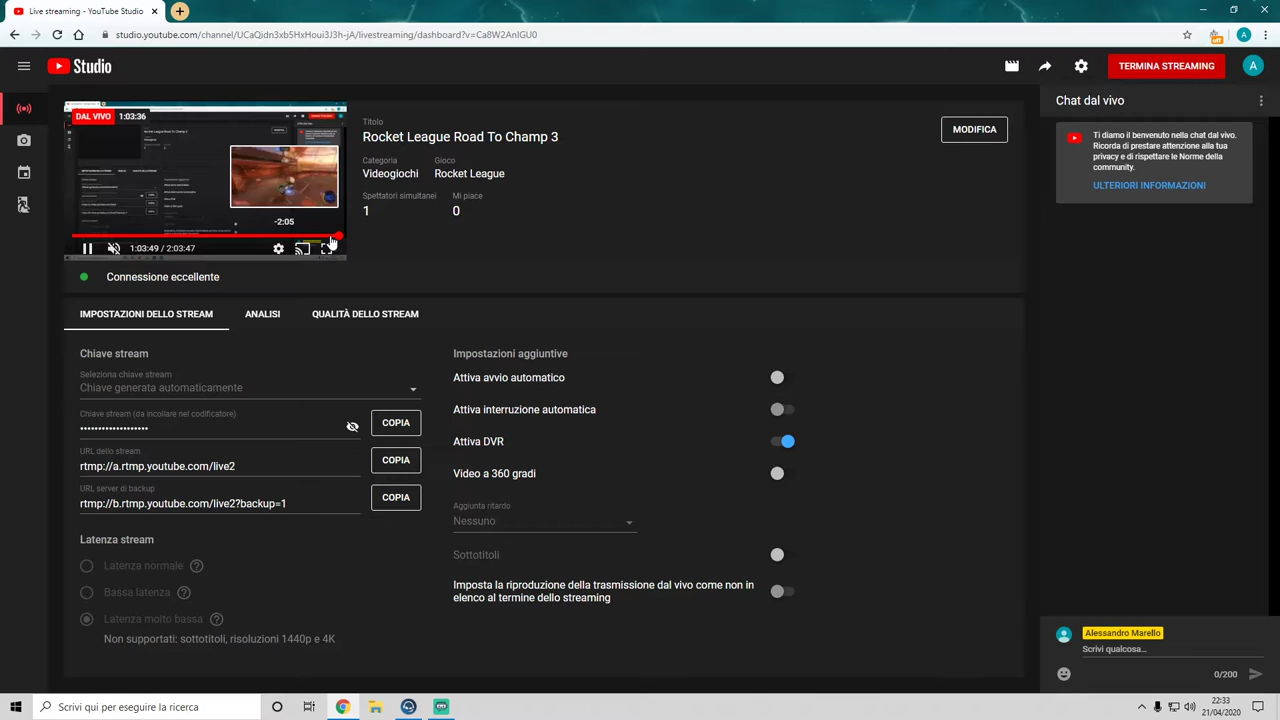 Live streaming - YouTube Studio
studio.youtube.com/channel/UCaQidn3xb5HxHoui3J3h-jA/livestreaming/dashboard?v=Ca8W2AnIGU0
off
A
Studio
TERMINA STREAMING
A
DAL VIVO
1:03:36
-2:05
1:03:49 / 2:03:47
Titolo
Rocket League Road To Champ 3
MODIFICA
Categoria
Gioco
Videogiochi
Rocket League
Spettatori simultanei
Mi piace
1
0
Connessione eccellente
IMPOSTAZIONI DELLO STREAM
ANALISI
QUALITÀ DELLO STREAM
Chiave stream
Seleziona chiave stream
Chiave generata automaticamente
Chiave stream (da incollare nel codificatore)
••••••••••••••••••
COPIA
URL dello stream
rtmp://a.rtmp.youtube.com/live2
COPIA
URL server di backup
rtmp://b.rtmp.youtube.com/live2?backup=1
COPIA
Latenza stream
Latenza normale
Bassa latenza
Latenza molto bassa
Non supportati: sottotitoli, risoluzioni 1440p e 4K
Impostazioni aggiuntive
Attiva avvio automatico
Attiva interruzione automatica
Attiva DVR
Video a 360 gradi
Aggiunta ritardo
Nessuno
Sottotitoli
Imposta la riproduzione della trasmissione dal vivo come non in
elenco al termine dello streaming
Chat dal vivo
Ti diamo il benvenuto nella chat dal vivo.
Ricorda di prestare attenzione alla tua
privacy e di rispettare le Norme della
community.
ULTERIORI INFORMAZIONI
Alessandro Marello
Scrivi qualcosa...
0/200
Scrivi qui per eseguire la ricerca
22:33
21/04/2020